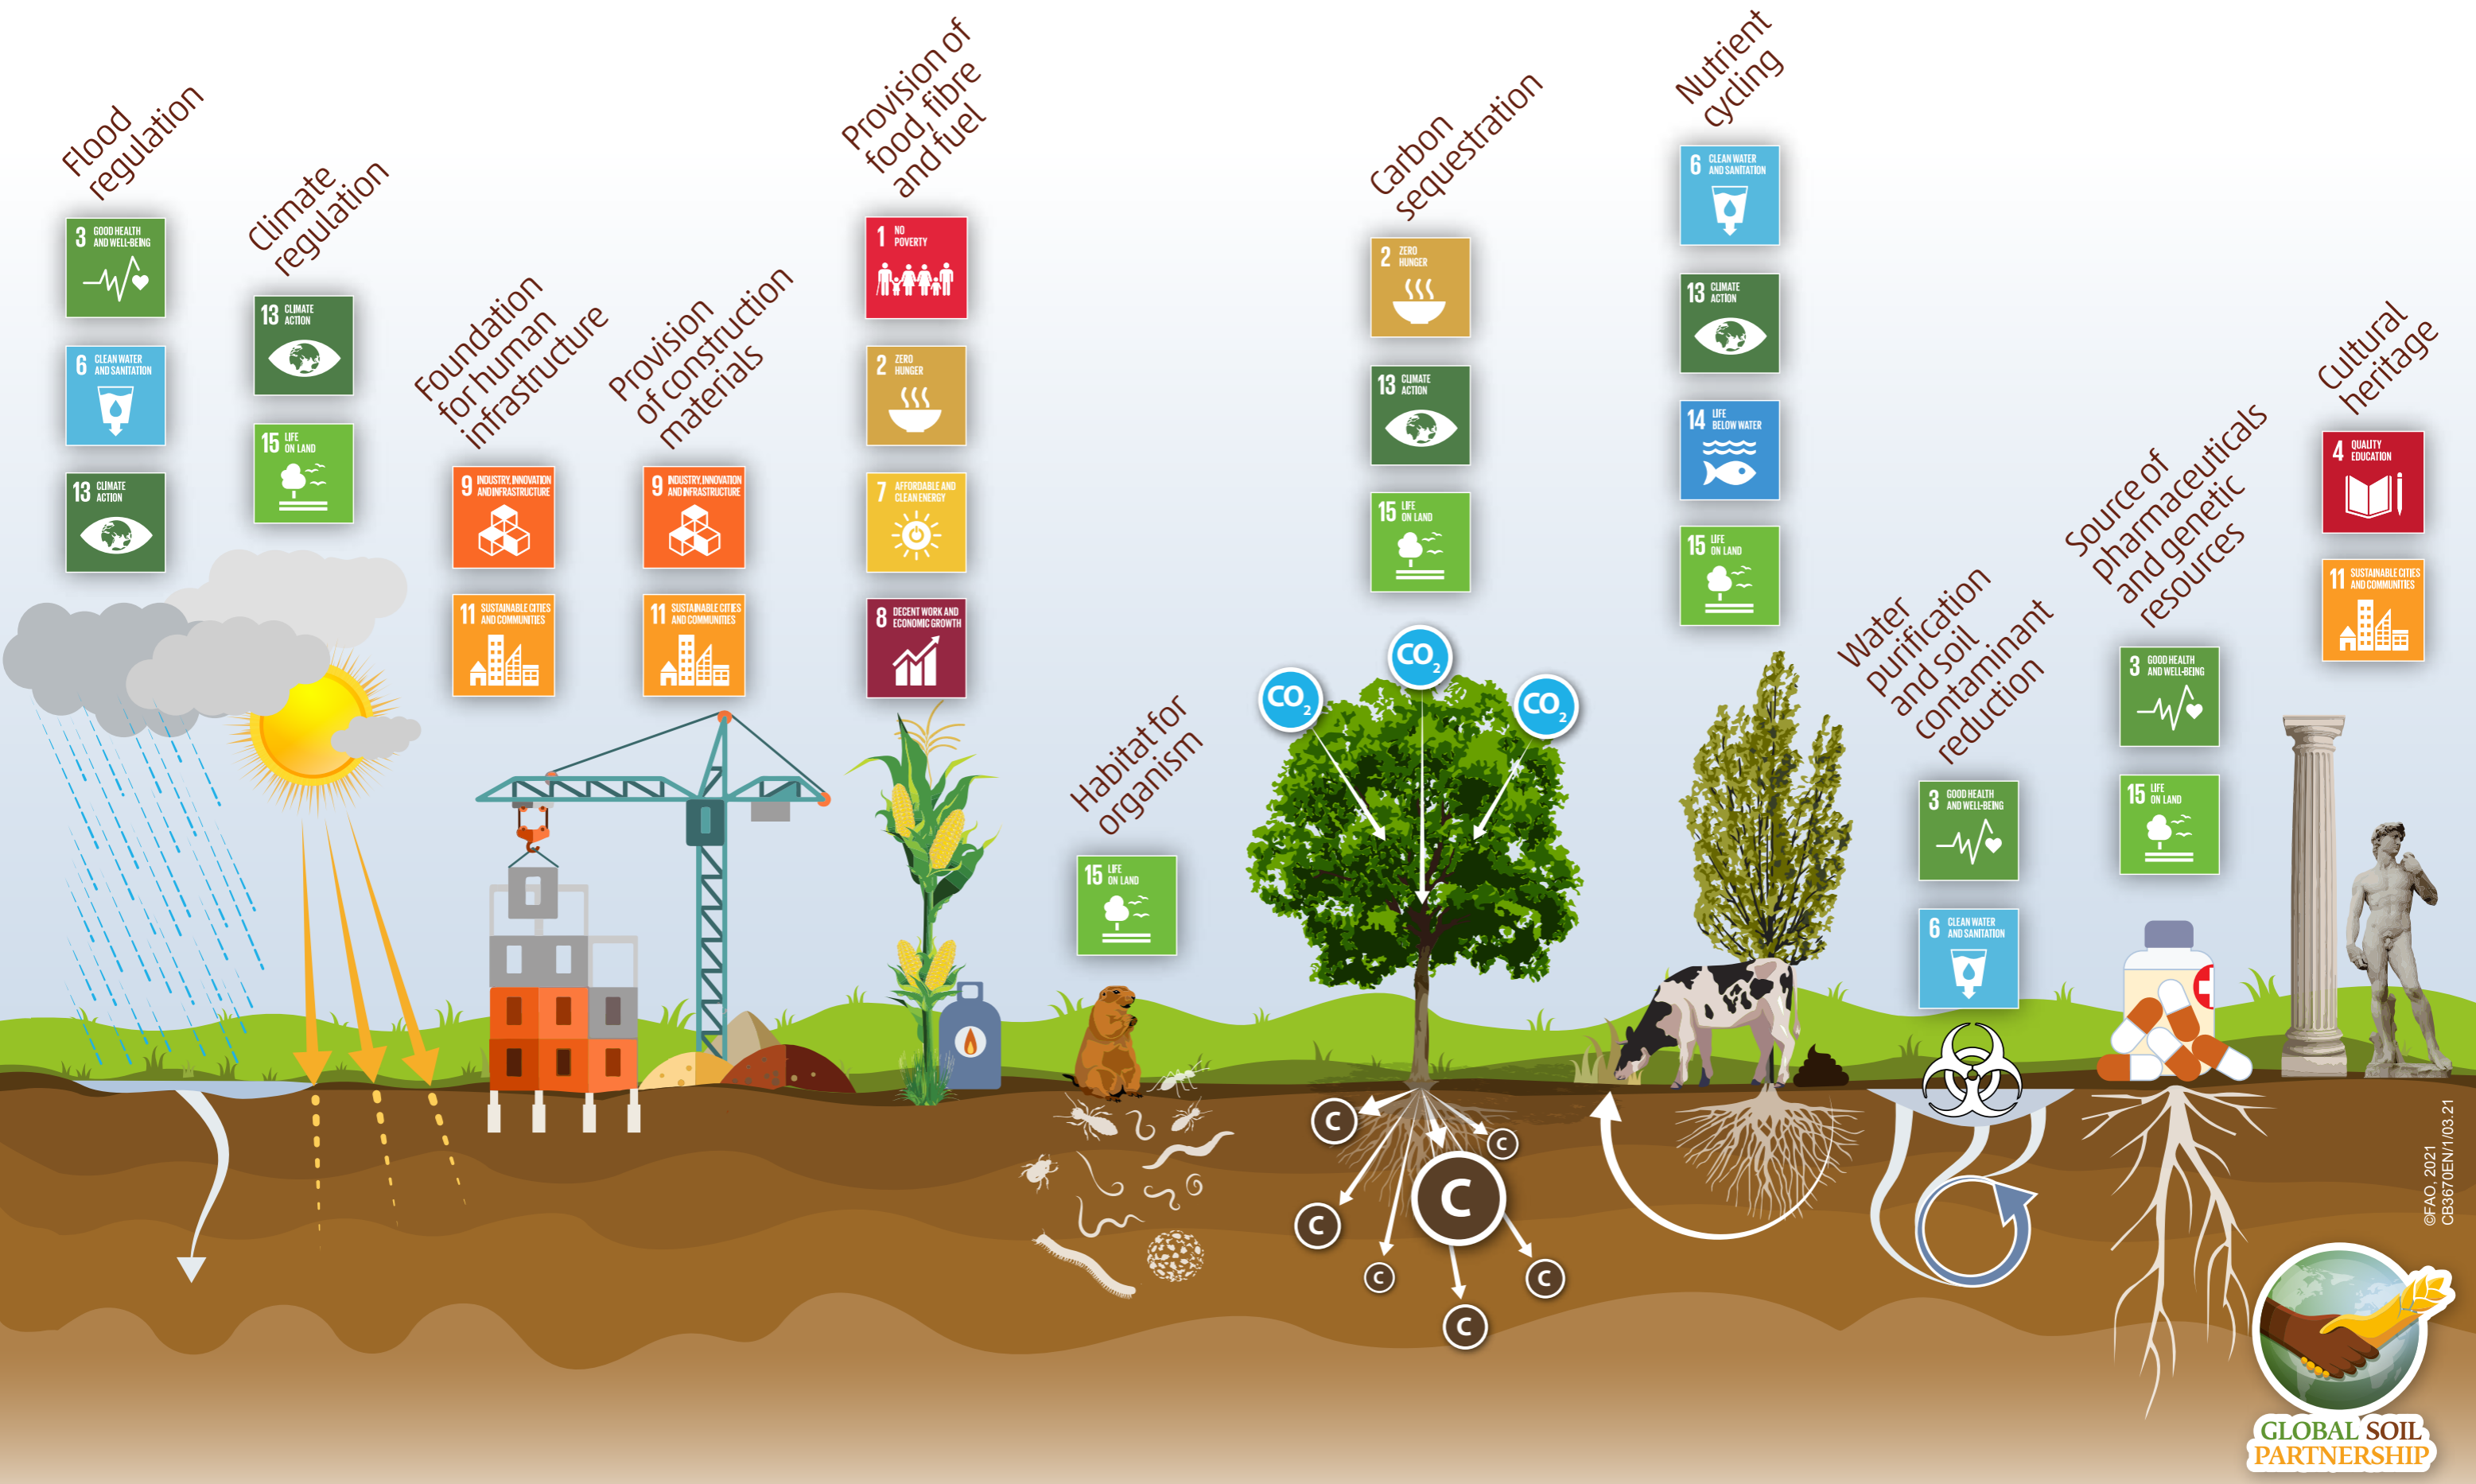 Flood
regulation
3 GOOD HEALTH
AND WELL-BEING
6 CLEAN WATER
AND SANITATION
13 CLIMATE
ACTION
Climate
regulation
13 CLIMATE
ACTION
15 LIFE
ON LAND
Foundation
for human
infrastructure
9 INDUSTRY, INNOVATION
AND INFRASTRUCTURE
11 SUSTAINABLE CITIES
AND COMMUNITIES
Provision
of construction
materials
9 INDUSTRY, INNOVATION
AND INFRASTRUCTURE
11 SUSTAINABLE CITIES
AND COMMUNITIES
Provision of
food, fibre
and fuel
1 NO
POVERTY
2 ZERO
HUNGER
7 AFFORDABLE AND
CLEAN ENERGY
8 DECENT WORK AND
ECONOMIC GROWTH
Habitat for
organism
15 LIFE
ON LAND
Carbon
sequestration
2 ZERO
HUNGER
13 CLIMATE
ACTION
15 LIFE
ON LAND
CO2
CO2
CO2
C
C
C
C
C
C
C
Nutrient
cycling
6 CLEAN WATER
AND SANITATION
13 CLIMATE
ACTION
14 LIFE
BELOW WATER
15 LIFE
ON LAND
Water
purification
and soil
contaminant
reduction
3 GOOD HEALTH
AND WELL-BEING
6 CLEAN WATER
AND SANITATION
Source of
pharmaceuticals
and genetic
resources
3 GOOD HEALTH
AND WELL-BEING
15 LIFE
ON LAND
Cultural
heritage
4 QUALITY
EDUCATION
11 SUSTAINABLE CITIES
AND COMMUNITIES
©FAO, 2021
CB3670EN/1/03.21
GLOBAL SOIL
PARTNERSHIP